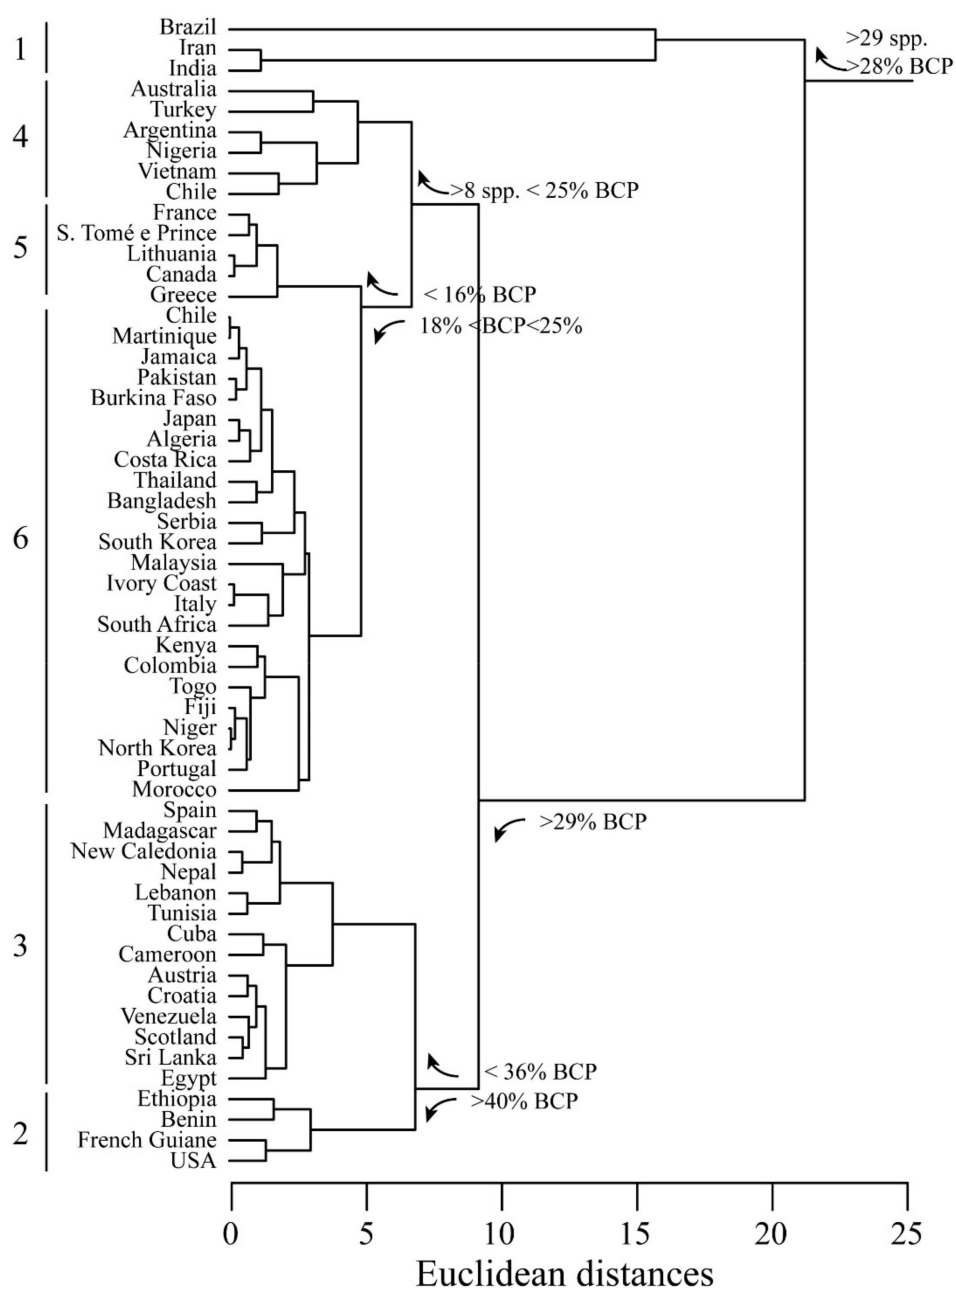 Brazil
Iran
India
1
>29 spp.
>28% BCP
Australia
Turkey
Argentina
Nigeria
Vietnam
Chile
4
>8 spp. < 25% BCP
France
S. Tomé e Prince
Lithuania
Canada
Greece
5
< 16% BCP
18% <BCP<25%
Chile
Martinique
Jamaica
Pakistan
Burkina Faso
Japan
Algeria
Costa Rica
Thailand
Bangladesh
Serbia
South Korea
Malaysia
Ivory Coast
Italy
South Africa
Kenya
Colombia
Togo
Fiji
Niger
North Korea
Portugal
Morocco
6
>29% BCP
Spain
Madagascar
New Caledonia
Nepal
Lebanon
Tunisia
Cuba
Cameroon
Austria
Croatia
Venezuela
Scotland
Sri Lanka
Egypt
3
< 36% BCP
>40% BCP
Ethiopia
Benin
French Guiane
USA
2
0 5 10 15 20 25
Euclidean distances